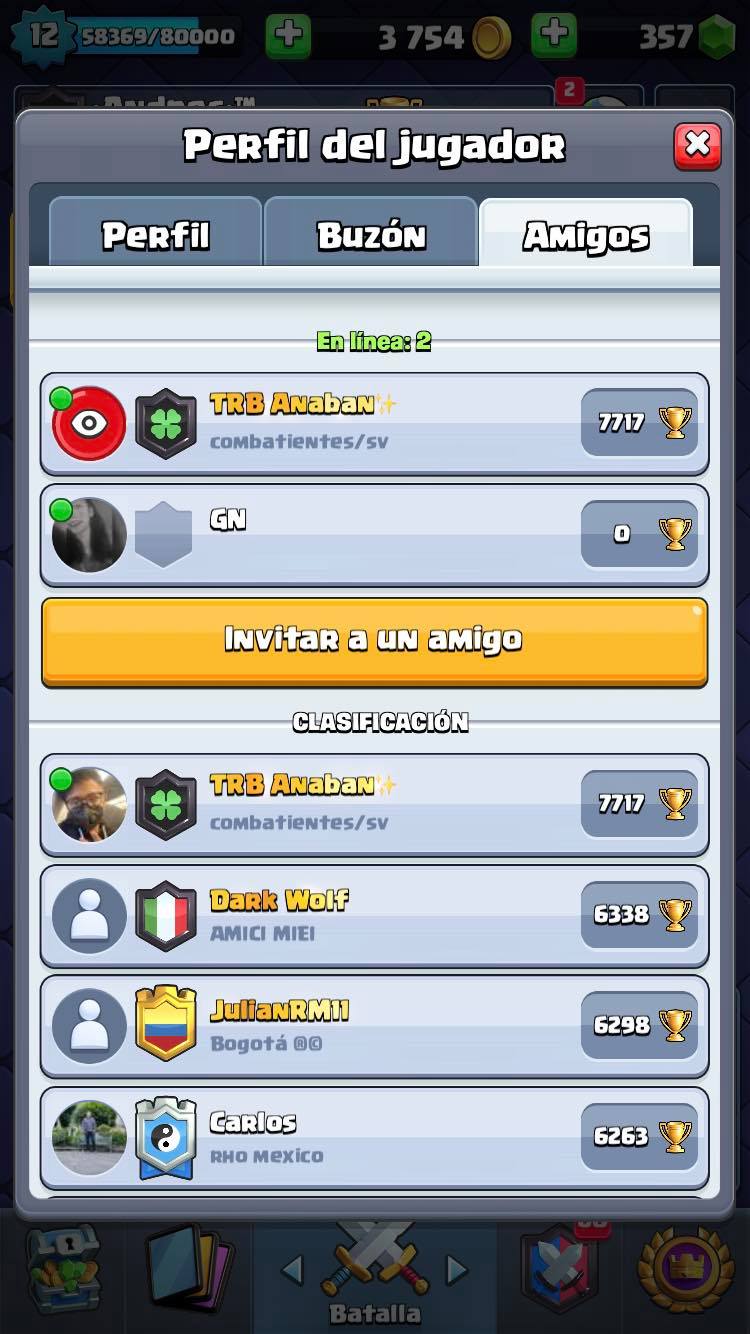 12 58369/80000 3 754 357
2
Perfil del jugador
Perfil Buzón Amigos
En línea: 2
TRB Anaban✨
combatientes/sv
7717
GN
0
Invitar a un amigo
CLASIFICACIÓN
TRB Anaban✨
combatientes/sv
7717
Dark Wolf
AMICI MIEI
6338
JulianRM11
Bogotá ®©
6298
Carlos
RHO MEXICO
6263
Batalla